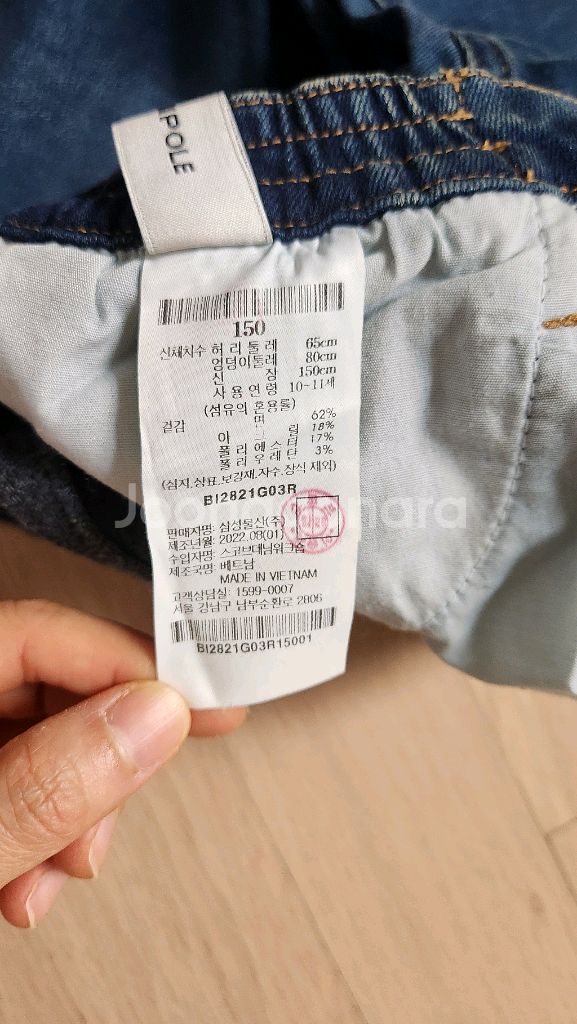 POLE
150
신체치수 허리둘레 65cm
엉덩이둘레 80cm
신 장 150cm
사용연령 10-11세
(섬유의 혼용률)
겉감 면 62%
아 크 릴 18%
폴리에스터 17%
폴리우레탄 3%
(심지,상표,보강재,자수,장식 제외)
BI2821G03R
판매자명: 삼성물산(주)
제조년월: 2022.08(01)
수입자명: 스코브대남워크숍
제조국명: 베트남
MADE IN VIETNAM
고객상담실: 1599-0007
서울 강남구 남부순환로 2806
BI2821G03R15001